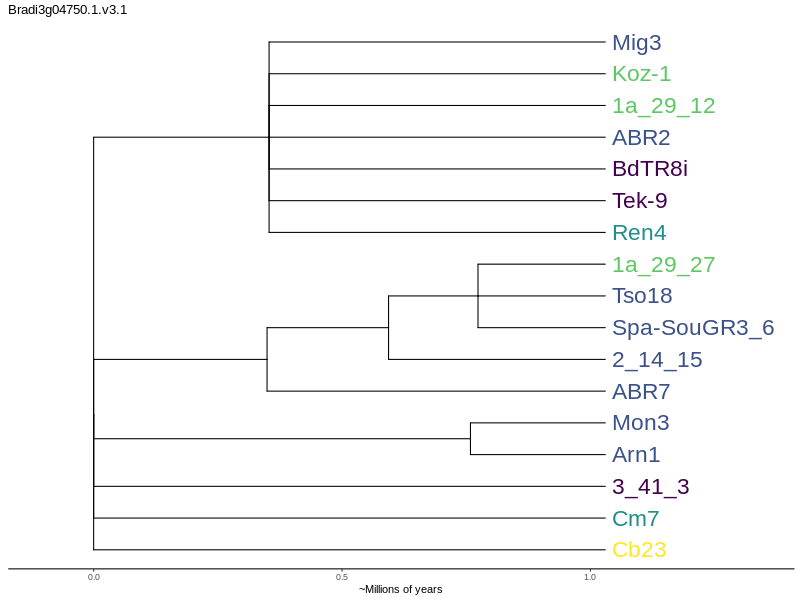 Bradi3g04750.1.v3.1
Mig3
Koz-1
1a_29_12
ABR2
BdTR8i
Tek-9
Ren4
1a_29_27
Tso18
Spa-SouGR3_6
2_14_15
ABR7
Mon3
Arn1
3_41_3
Cm7
Cb23
0.0 0.5 1.0
~Millions of years